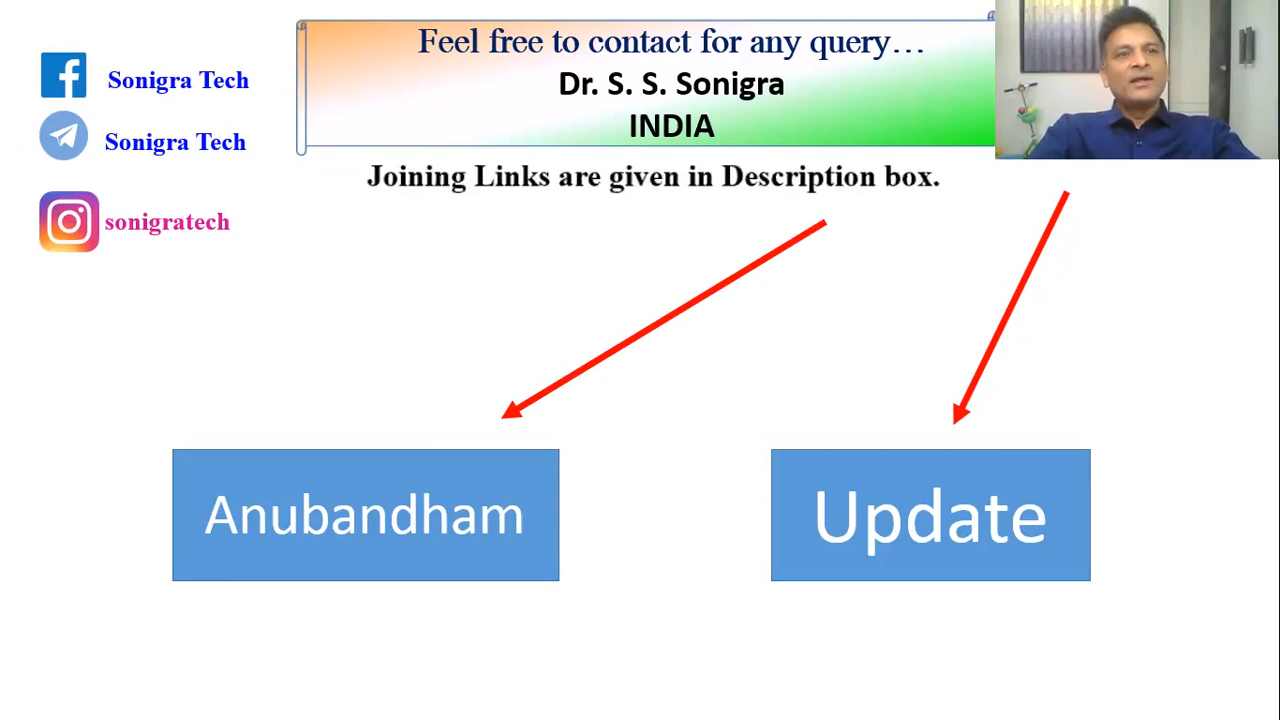 Feel free to contact for any query…
Dr. S. S. Sonigra
INDIA
Sonigra Tech
Sonigra Tech
sonigratech
Joining Links are given in Description box.
Anubandham
Update